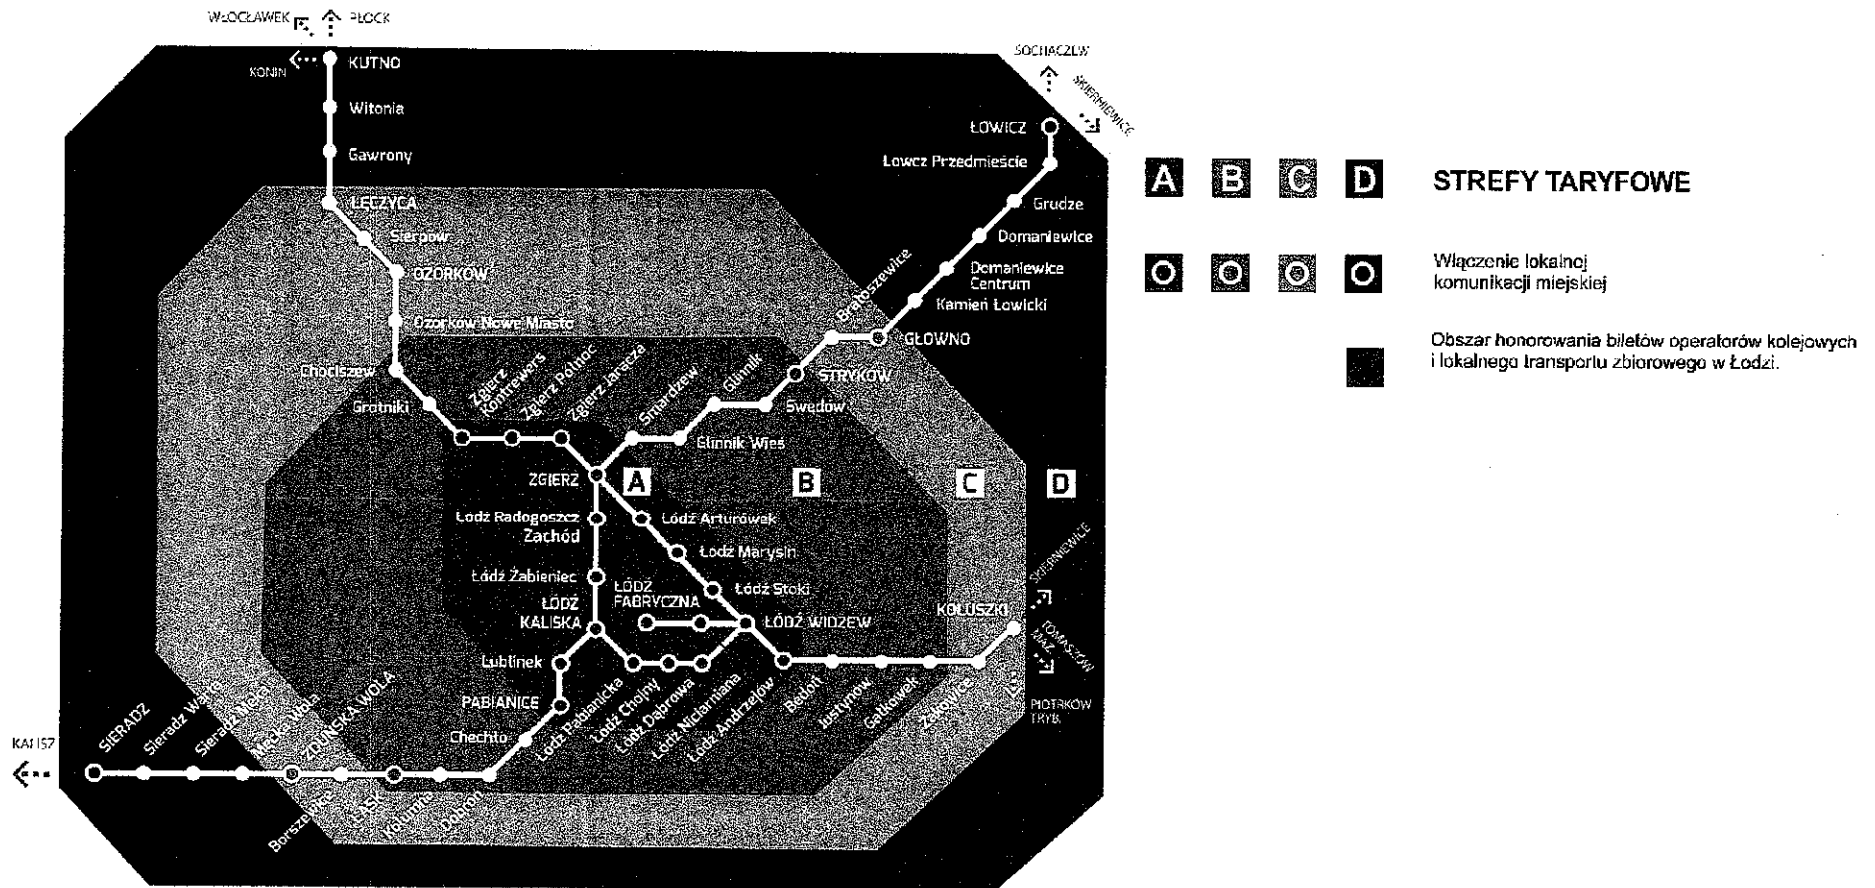 WŁOCŁAWEK
PŁOCK
KONIN
KUTNO
Witonia
Gawrony
ŁĘCZYCA
Sierpów
OZORKÓW
Ozorków Nowe Miasto
Chociszew
Grotniki
Zgierz
Kontrewers
Zgierz Północ
Zgierz Jaracza
ZGIERZ
SOCHACZEW
SKIERNIEWICE
ŁOWICZ
Łowcz Przedmieście
Grudze
Domaniewice
Domaniewice
Centrum
Kamień Łowicki
Bratoszewice
GŁOWNO
STRYKÓW
Swędów
Glinnik
Glinnik Wieś
Smardzew
A
B
C
D
Łódź Radogoszcz
Zachód
Łódź Arturówek
Łódź Marysin
Łódź Żabieniec
Łódź Stoki
ŁÓDŹ
FABRYCZNA
ŁÓDŹ
KALISKA
ŁÓDŹ WIDZEW
Lublinek
PABIANICE
Chechło
Łódź Pabianicka
Łódź Chojny
Łódź Dąbrowa
Łódź Niciarniana
Łódź Andrzejów
Bedoń
Justynów
Gałkówek
Żakowice
KOLUSZKI
SKIERNIEWICE
TOMASZÓW
MAZ.
PIOTRKÓW
TRYB.
KALISZ
SIERADZ
Sieradz Warta
Sieradz Męka
Męcka Wola
ZDUŃSKA WOLA
Borszewice
ŁASK
Kolumna
Dobroń
A B C D STREFY TARYFOWE
Włączenie lokalnej
komunikacji miejskiej
Obszar honorowania biletów operatorów kolejowych
i lokalnego transportu zbiorowego w Łodzi.